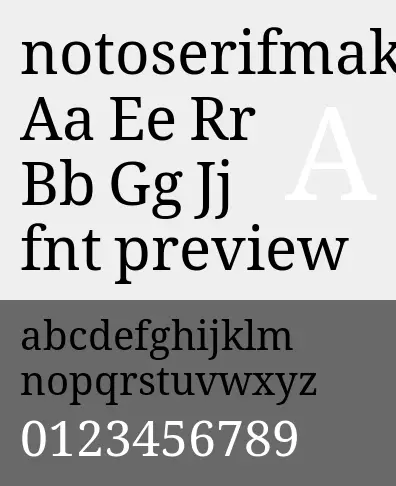 notoserifmak
Aa Ee Rr
A
Bb Gg Jj
fnt preview
abcdefghijklm
nopqrstuvwxyz
0123456789